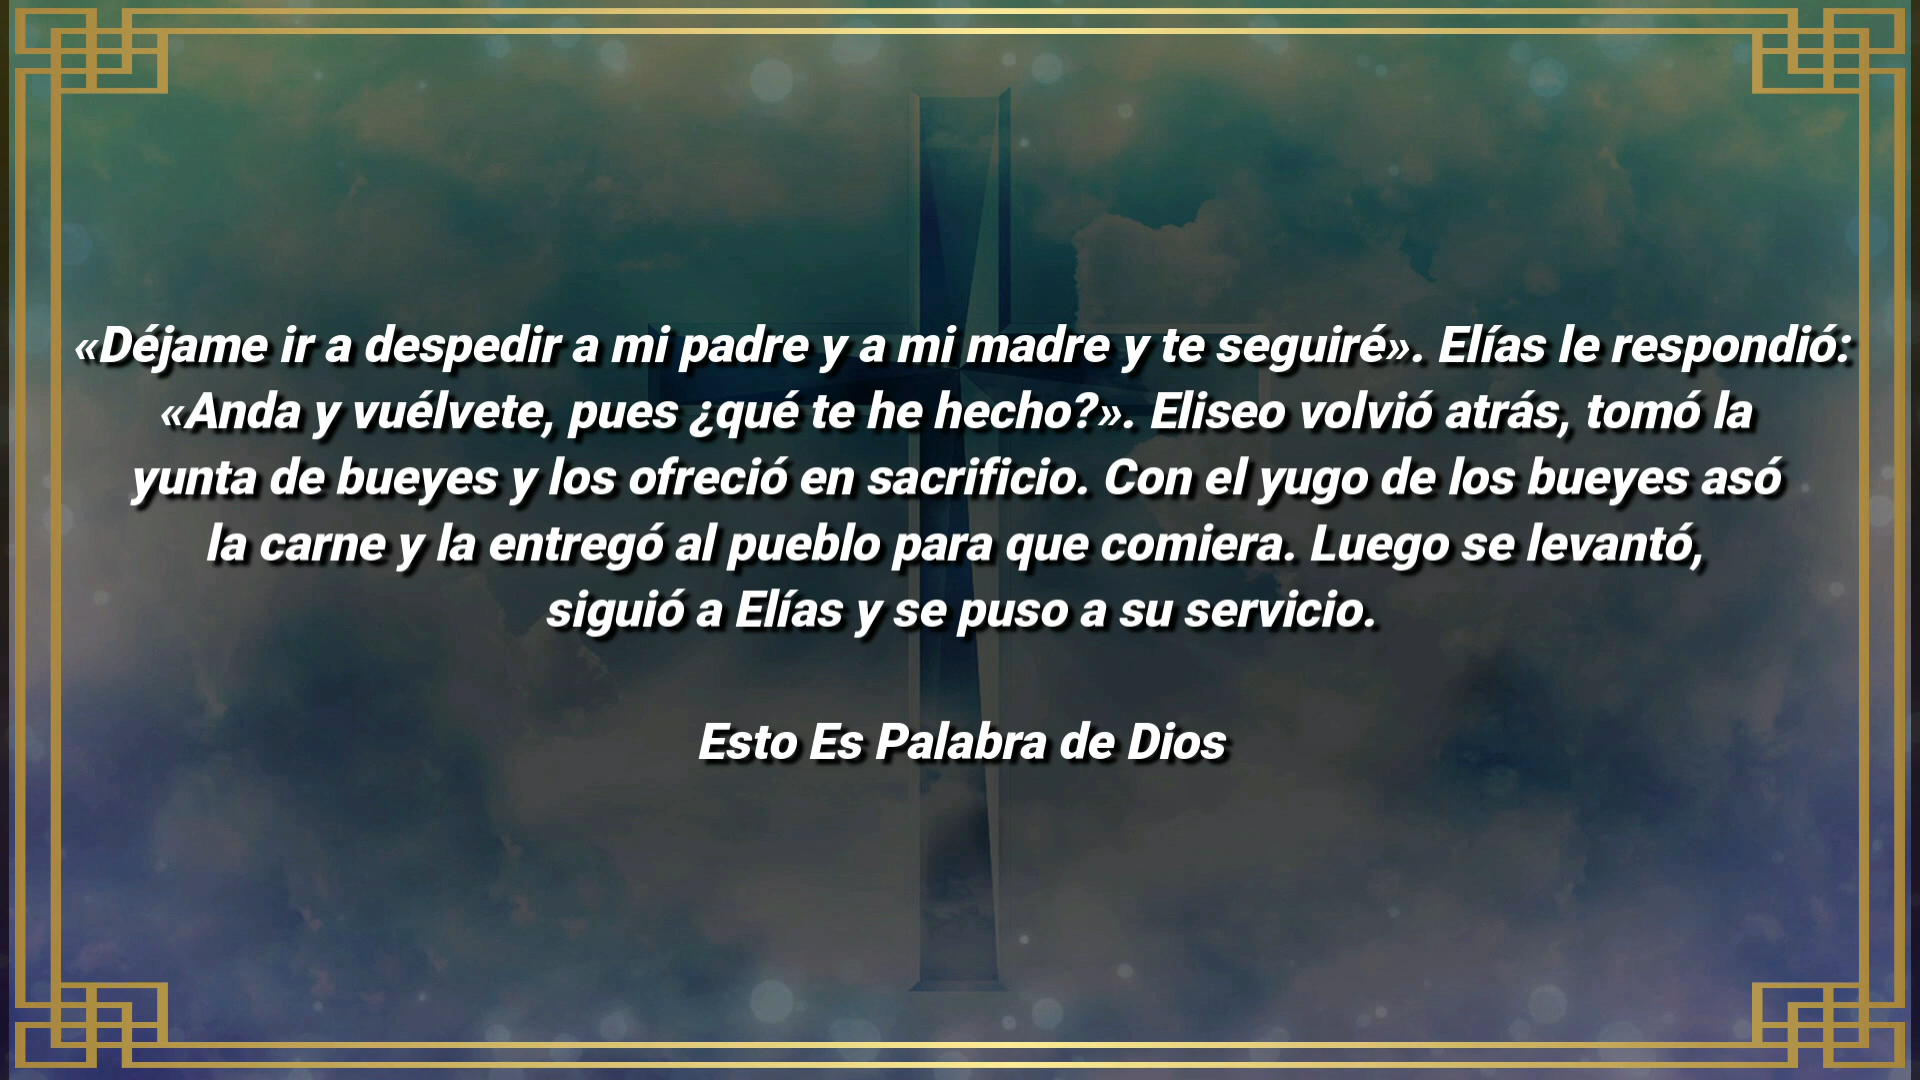 «Déjame ir a despedir a mi padre y a mi madre y te seguiré». Elías le respondió:
«Anda y vuélvete, pues ¿qué te he hecho?». Eliseo volvió atrás, tomó la
yunta de bueyes y los ofreció en sacrificio. Con el yugo de los bueyes asó
la carne y la entregó al pueblo para que comiera. Luego se levantó,
siguió a Elías y se puso a su servicio.
Esto Es Palabra de Dios